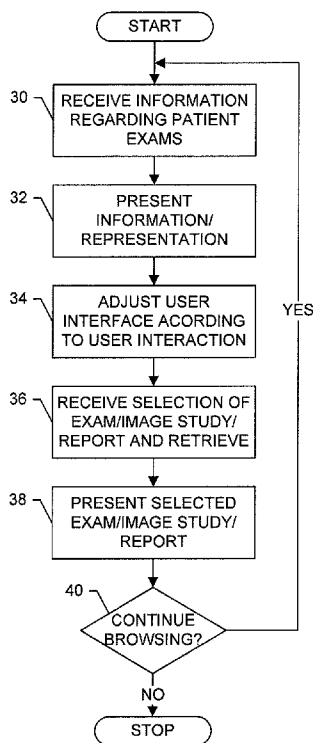 START
30
RECEIVE INFORMATION
REGARDING PATIENT
EXAMS
32
PRESENT
INFORMATION/
REPRESENTATION
34
ADJUST USER
INTERFACE ACORDING
TO USER INTERACTION
YES
36
RECEIVE SELECTION OF
EXAM/IMAGE STUDY/
REPORT AND RETRIEVE
38
PRESENT SELECTED
EXAM/IMAGE STUDY/
REPORT
40
CONTINUE
BROWSING?
NO
STOP